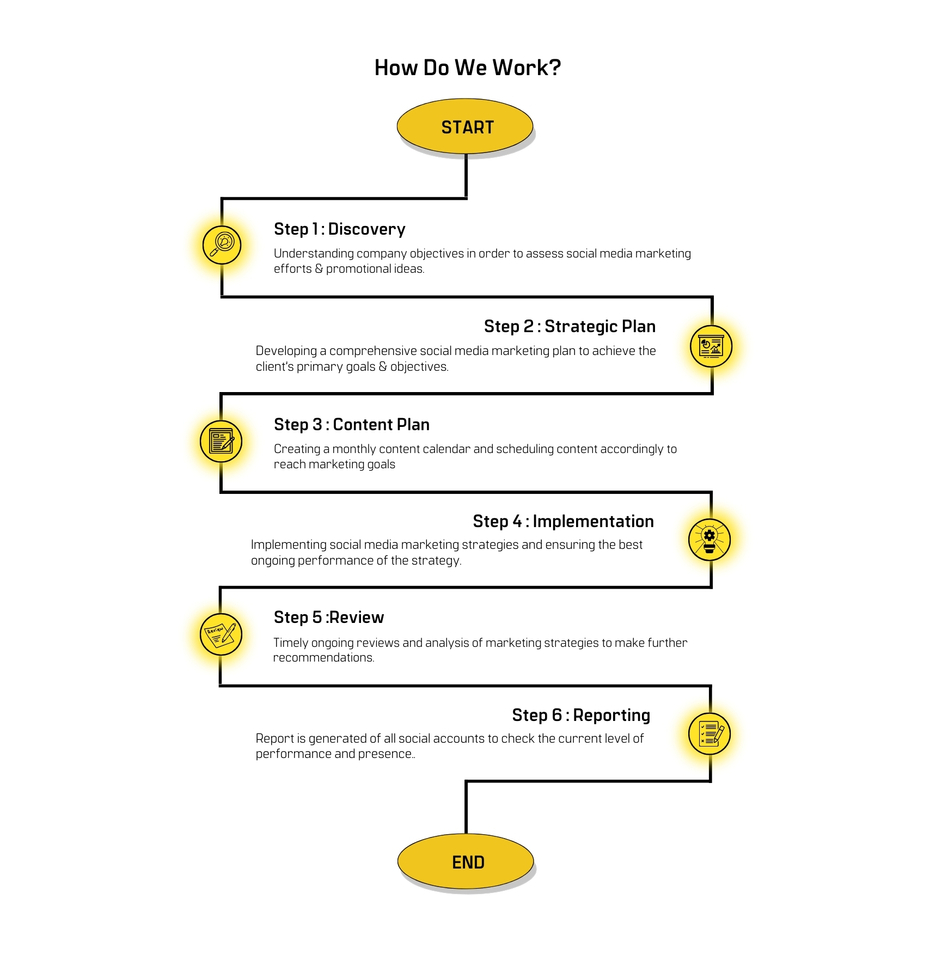 How Do We Work?
START
Step 1 : Discovery
Understanding company objectives in order to assess social media marketing
efforts & promotional ideas.
Step 2 : Strategic Plan
Developing a comprehensive social media marketing plan to achieve the
client's primary goals & objectives.
Step 3 : Content Plan
Creating a monthly content calendar and scheduling content accordingly to
reach marketing goals
Step 4 : Implementation
Implementing social media marketing strategies and ensuring the best
ongoing performance of the strategy.
Step 5 :Review
Review
Timely ongoing reviews and analysis of marketing strategies to make further
recommendations.
Step 6 : Reporting
Report is generated of all social accounts to check the current level of
performance and presence..
END